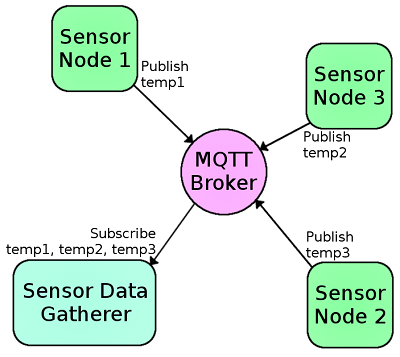 Sensor
Node 1
Publish
temp1
Sensor
Node 3
Publish
temp2
MQTT
Broker
Subscribe
temp1, temp2, temp3
Publish
temp3
Sensor Data
Gatherer
Sensor
Node 2